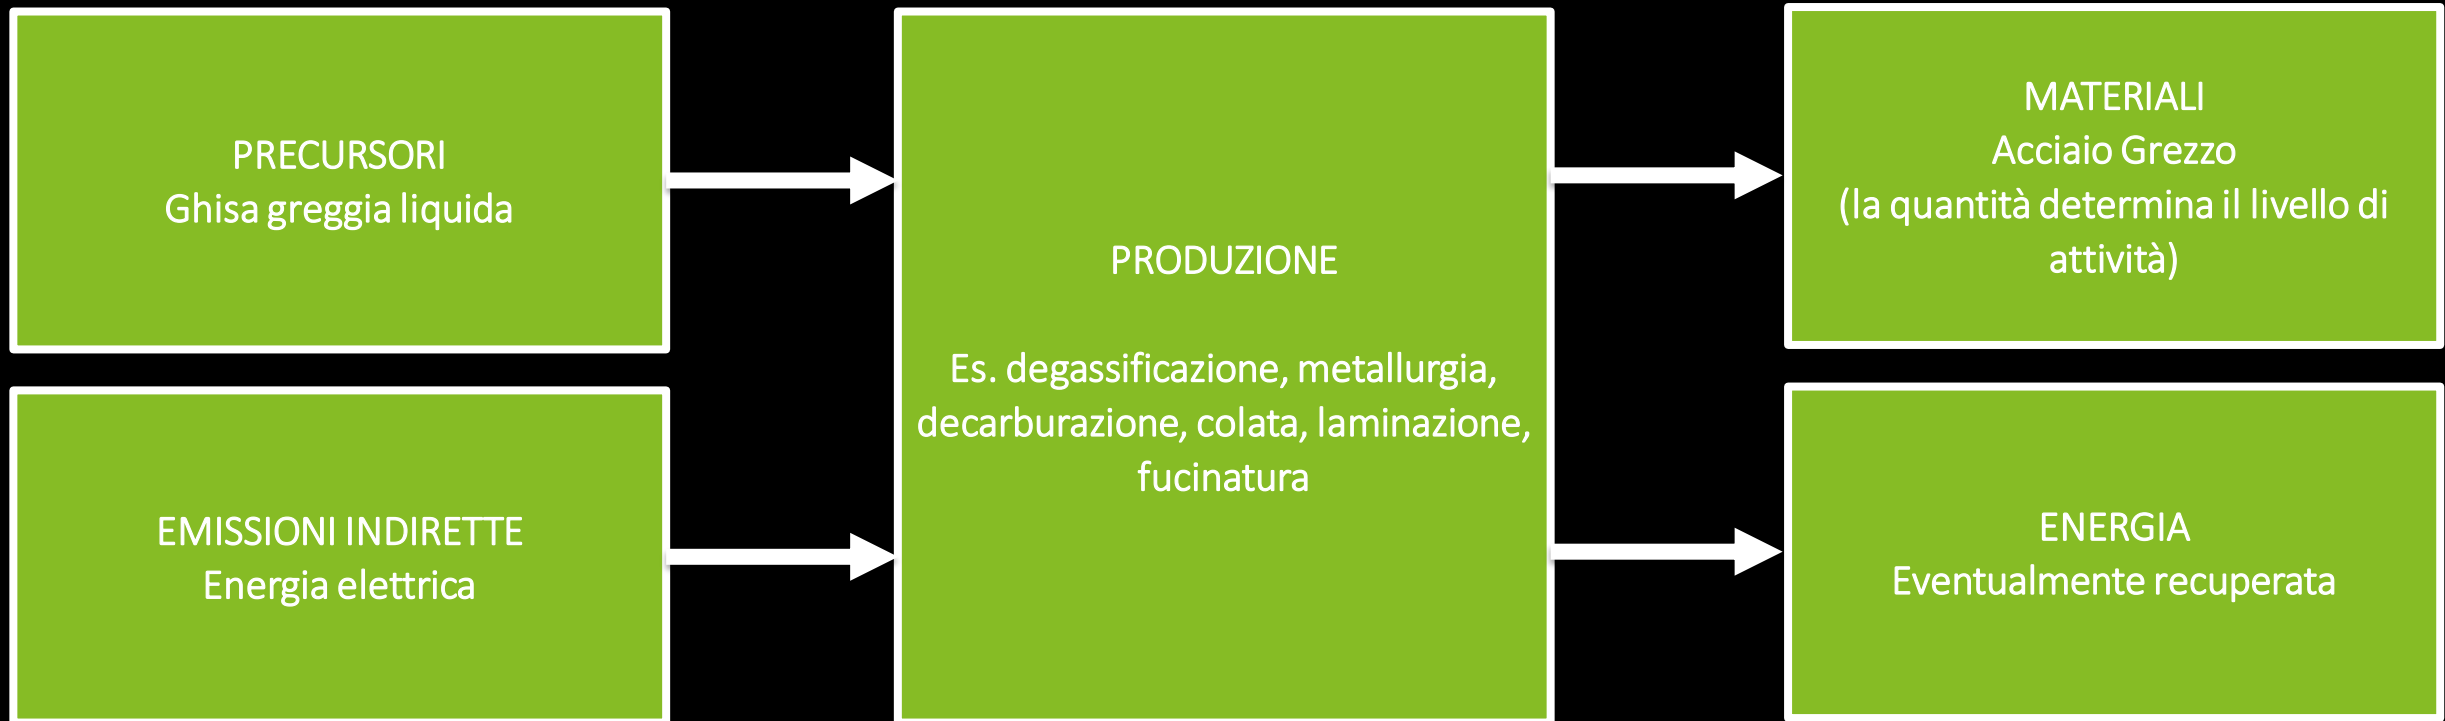 PRECURSORI
Ghisa greggia liquida
EMISSIONI INDIRETTE
Energia elettrica
PRODUZIONE
Es. degassificazione, metallurgia,
decarburazione, colata, laminazione,
fucinatura
MATERIALI
Acciaio Grezzo
(la quantità determina il livello di
attività)
ENERGIA
Eventualmente recuperata